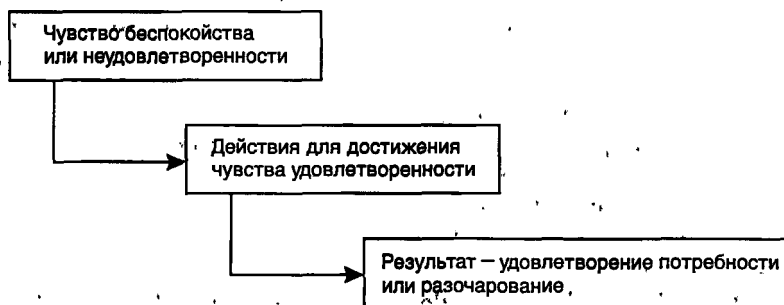 Чувство беспокойства
или неудовлетворенности
Действия для достижения
чувства удовлетворенности
Результат – удовлетворение потребности
или разочарование